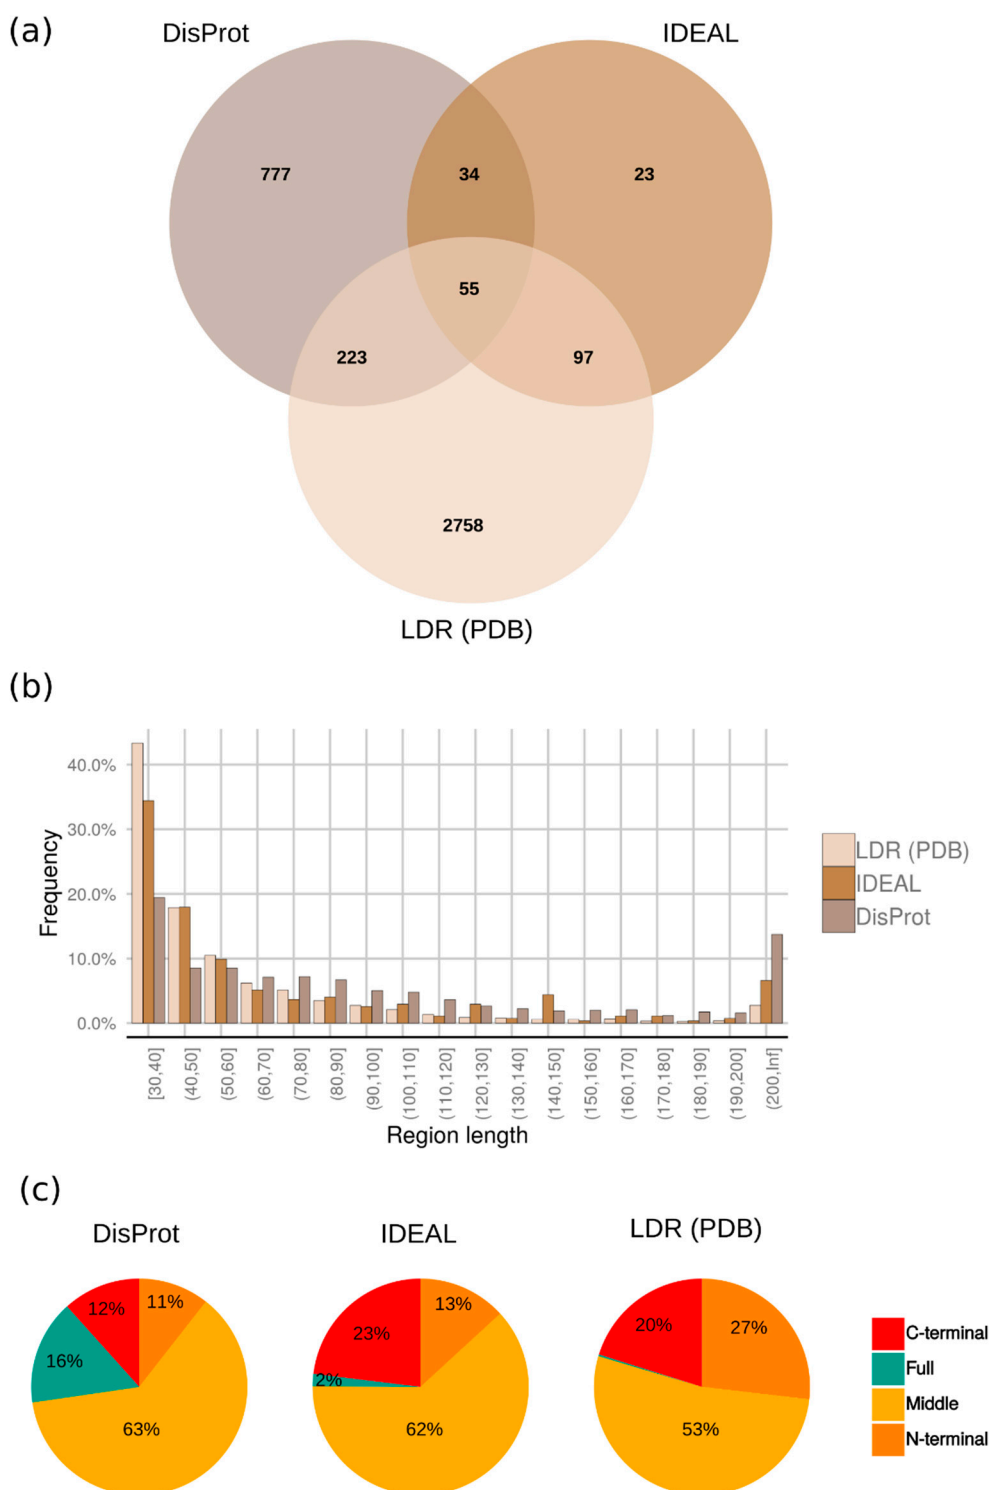 (a)
DisProt IDEAL
777 34 23
55
223 97
2758
LDR (PDB)
(b)
Frequency
40.0%
30.0%
20.0%
10.0%
0.0%
[30,40]
(40,50]
(50,60]
(60,70]
(70,80]
(80,90]
(90,100]
(100,110]
(110,120]
(120,130]
(130,140]
(140,150]
(150,160]
(160,170]
(170,180]
(180,190]
(190,200]
(200,Inf]
Region length
LDR (PDB)
IDEAL
DisProt
(c)
DisProt IDEAL LDR (PDB)
12% 11%
16%
63%
23% 13%
2%
62%
20% 27%
53%
C-terminal
Full
Middle
N-terminal